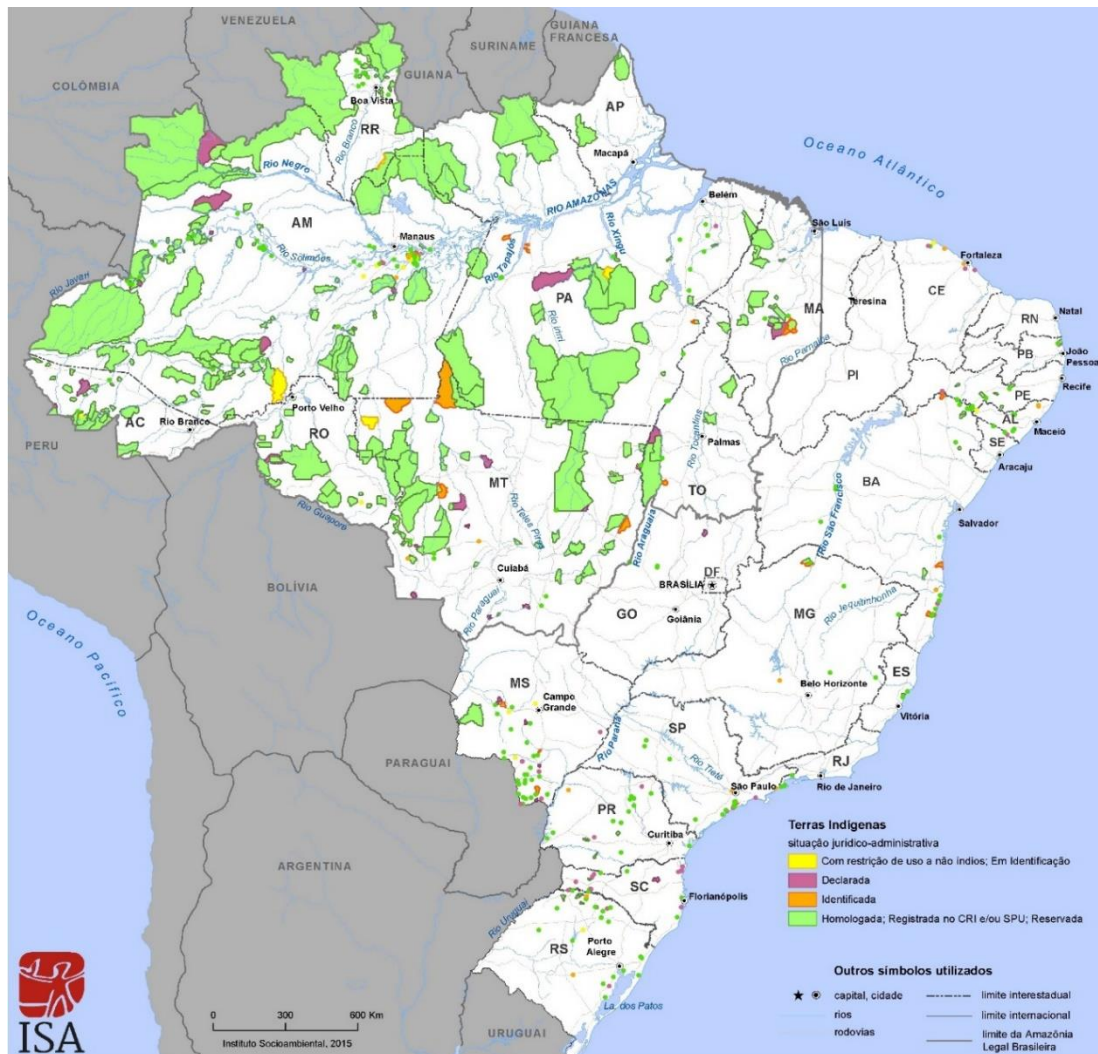 VENEZUELA
GUIANA
FRANCESA
SURINAME
GUIANA
COLÔMBIA
Boa Vista
RR
Rio Branco
AP
Macapá
Oceano Atlântico
Rio Negro
RIO AMAZONAS
Belém
São Luis
AM
Manaus
Rio Solimões
Rio Tapajós
Rio Xingu
Fortaleza
Rio Javari
PA
Rio Iriri
MA
Teresina
CE
RN
Natal
Rio Parnaíba
PB
João
Pessoa
PI
PE
Recife
AC
Rio Branco
Porto Velho
RO
AL
Maceió
PERU
Palmas
Rio Tocantins
SE
Aracaju
MT
TO
BA
Rio São Francisco
Rio Guaporé
Rio Teles Pires
Rio Araguaia
Salvador
Cuiabá
BOLÍVIA
Rio Paraguai
DF
BRASÍLIA
GO
Goiânia
MG
Rio Jequitinhonha
Oceano Pacífico
MS
Campo
Grande
Belo Horizonte
ES
Vitória
SP
Rio Paraná
Rio Tietê
RJ
PARAGUAI
São Paulo
Rio de Janeiro
PR
Curitiba
ARGENTINA
SC
Florianópolis
Rio Uruguai
RS
Porto
Alegre
La. dos Patos
URUGUAI
Terras Indígenas
situação jurídico-administrativa
Com restrição de uso a não índios; Em Identificação
Declarada
Identificada
Homologada; Registrada no CRI e/ou SPU; Reservada
Outros símbolos utilizados
capital, cidade
rios
rodovias
limite interestadual
limite internacional
limite da Amazônia
Legal Brasileira
ISA
0 300 600 Km
Instituto Socioambiental, 2015